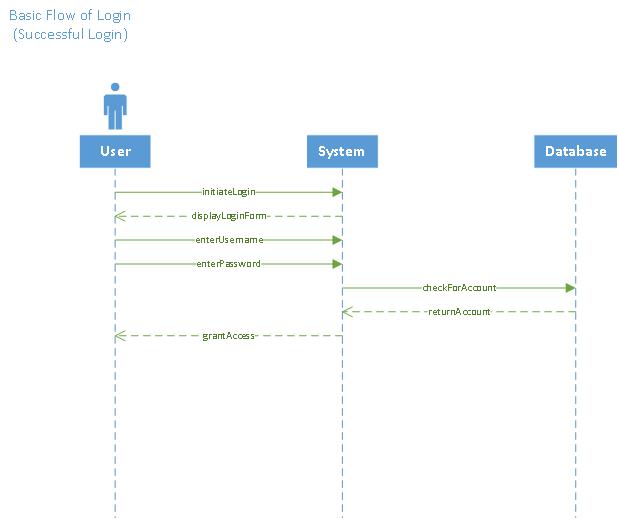 Basic Flow of Login
(Successful Login)
User
System
Database
initiateLogin
displayLoginForm
enterUsername
enterPassword
checkForAccount
returnAccount
grantAccess